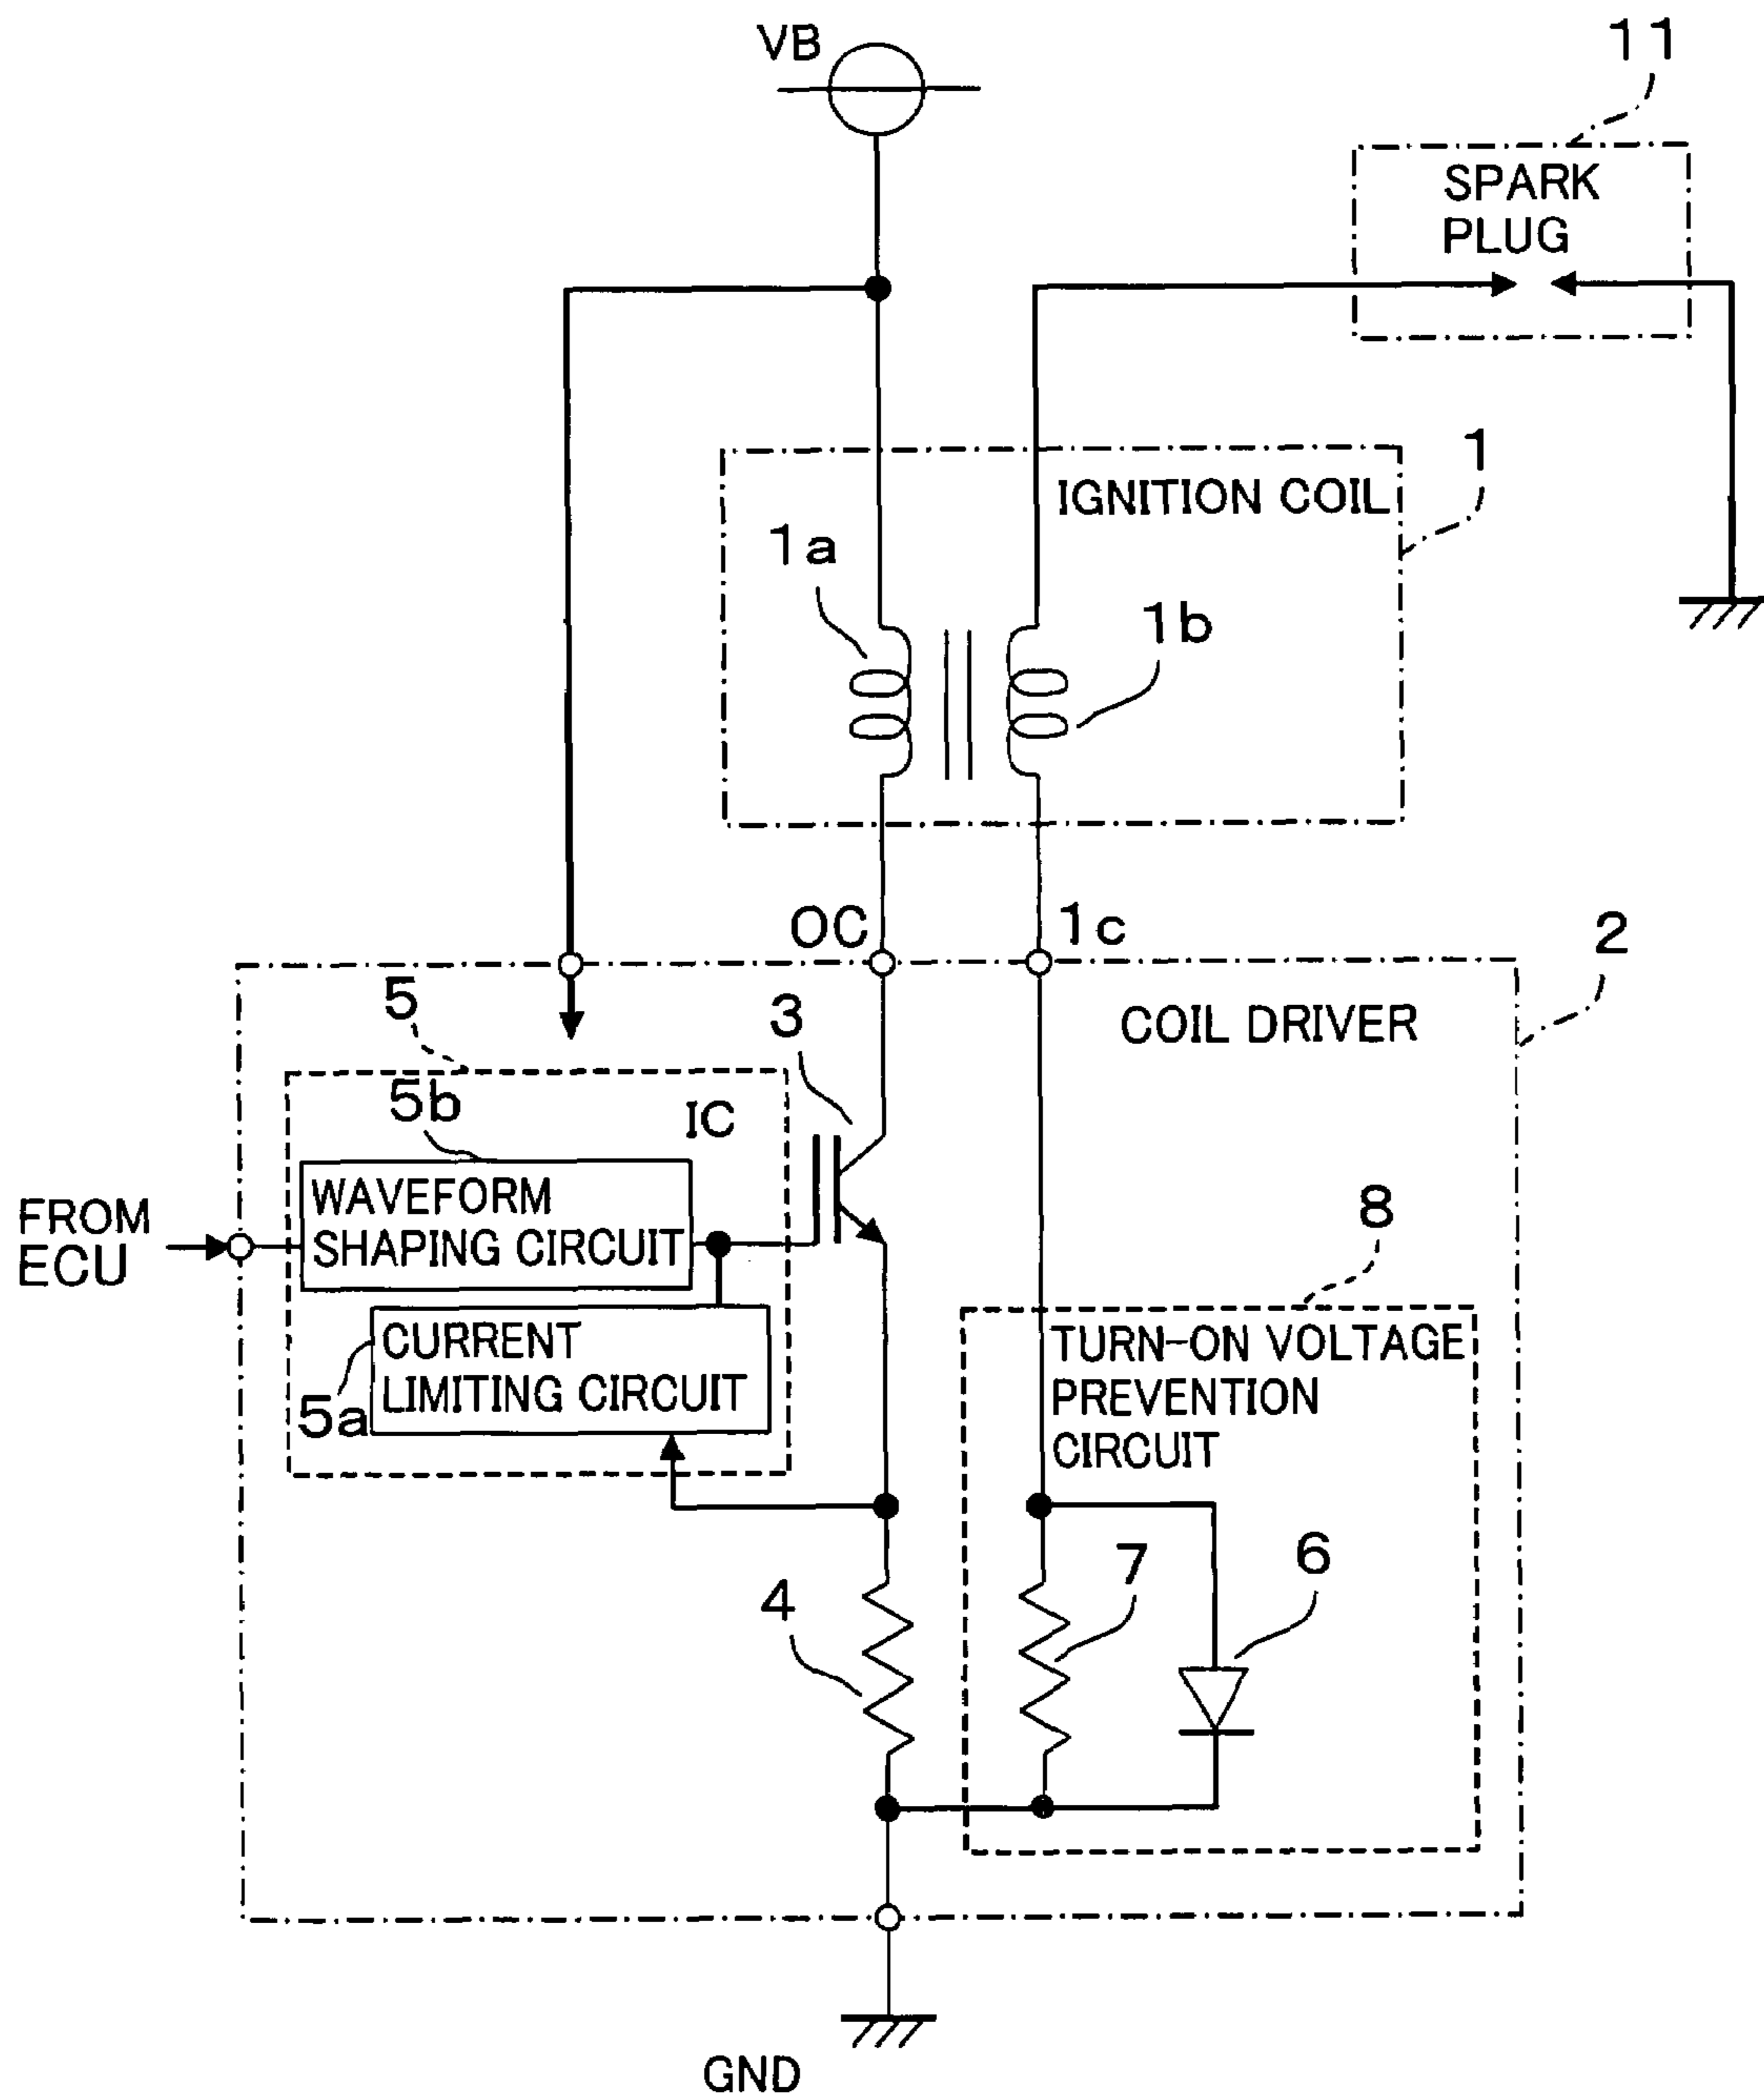 VB
11
SPARK
PLUG
1
IGNITION COIL
1a
1b
OC
1c
2
5
3
COIL DRIVER
5b
IC
WAVEFORM
SHAPING CIRCUIT
FROM
ECU
8
CURRENT
LIMITING CIRCUIT
5a
TURN-ON VOLTAGE
PREVENTION
CIRCUIT
4
7
6
GND